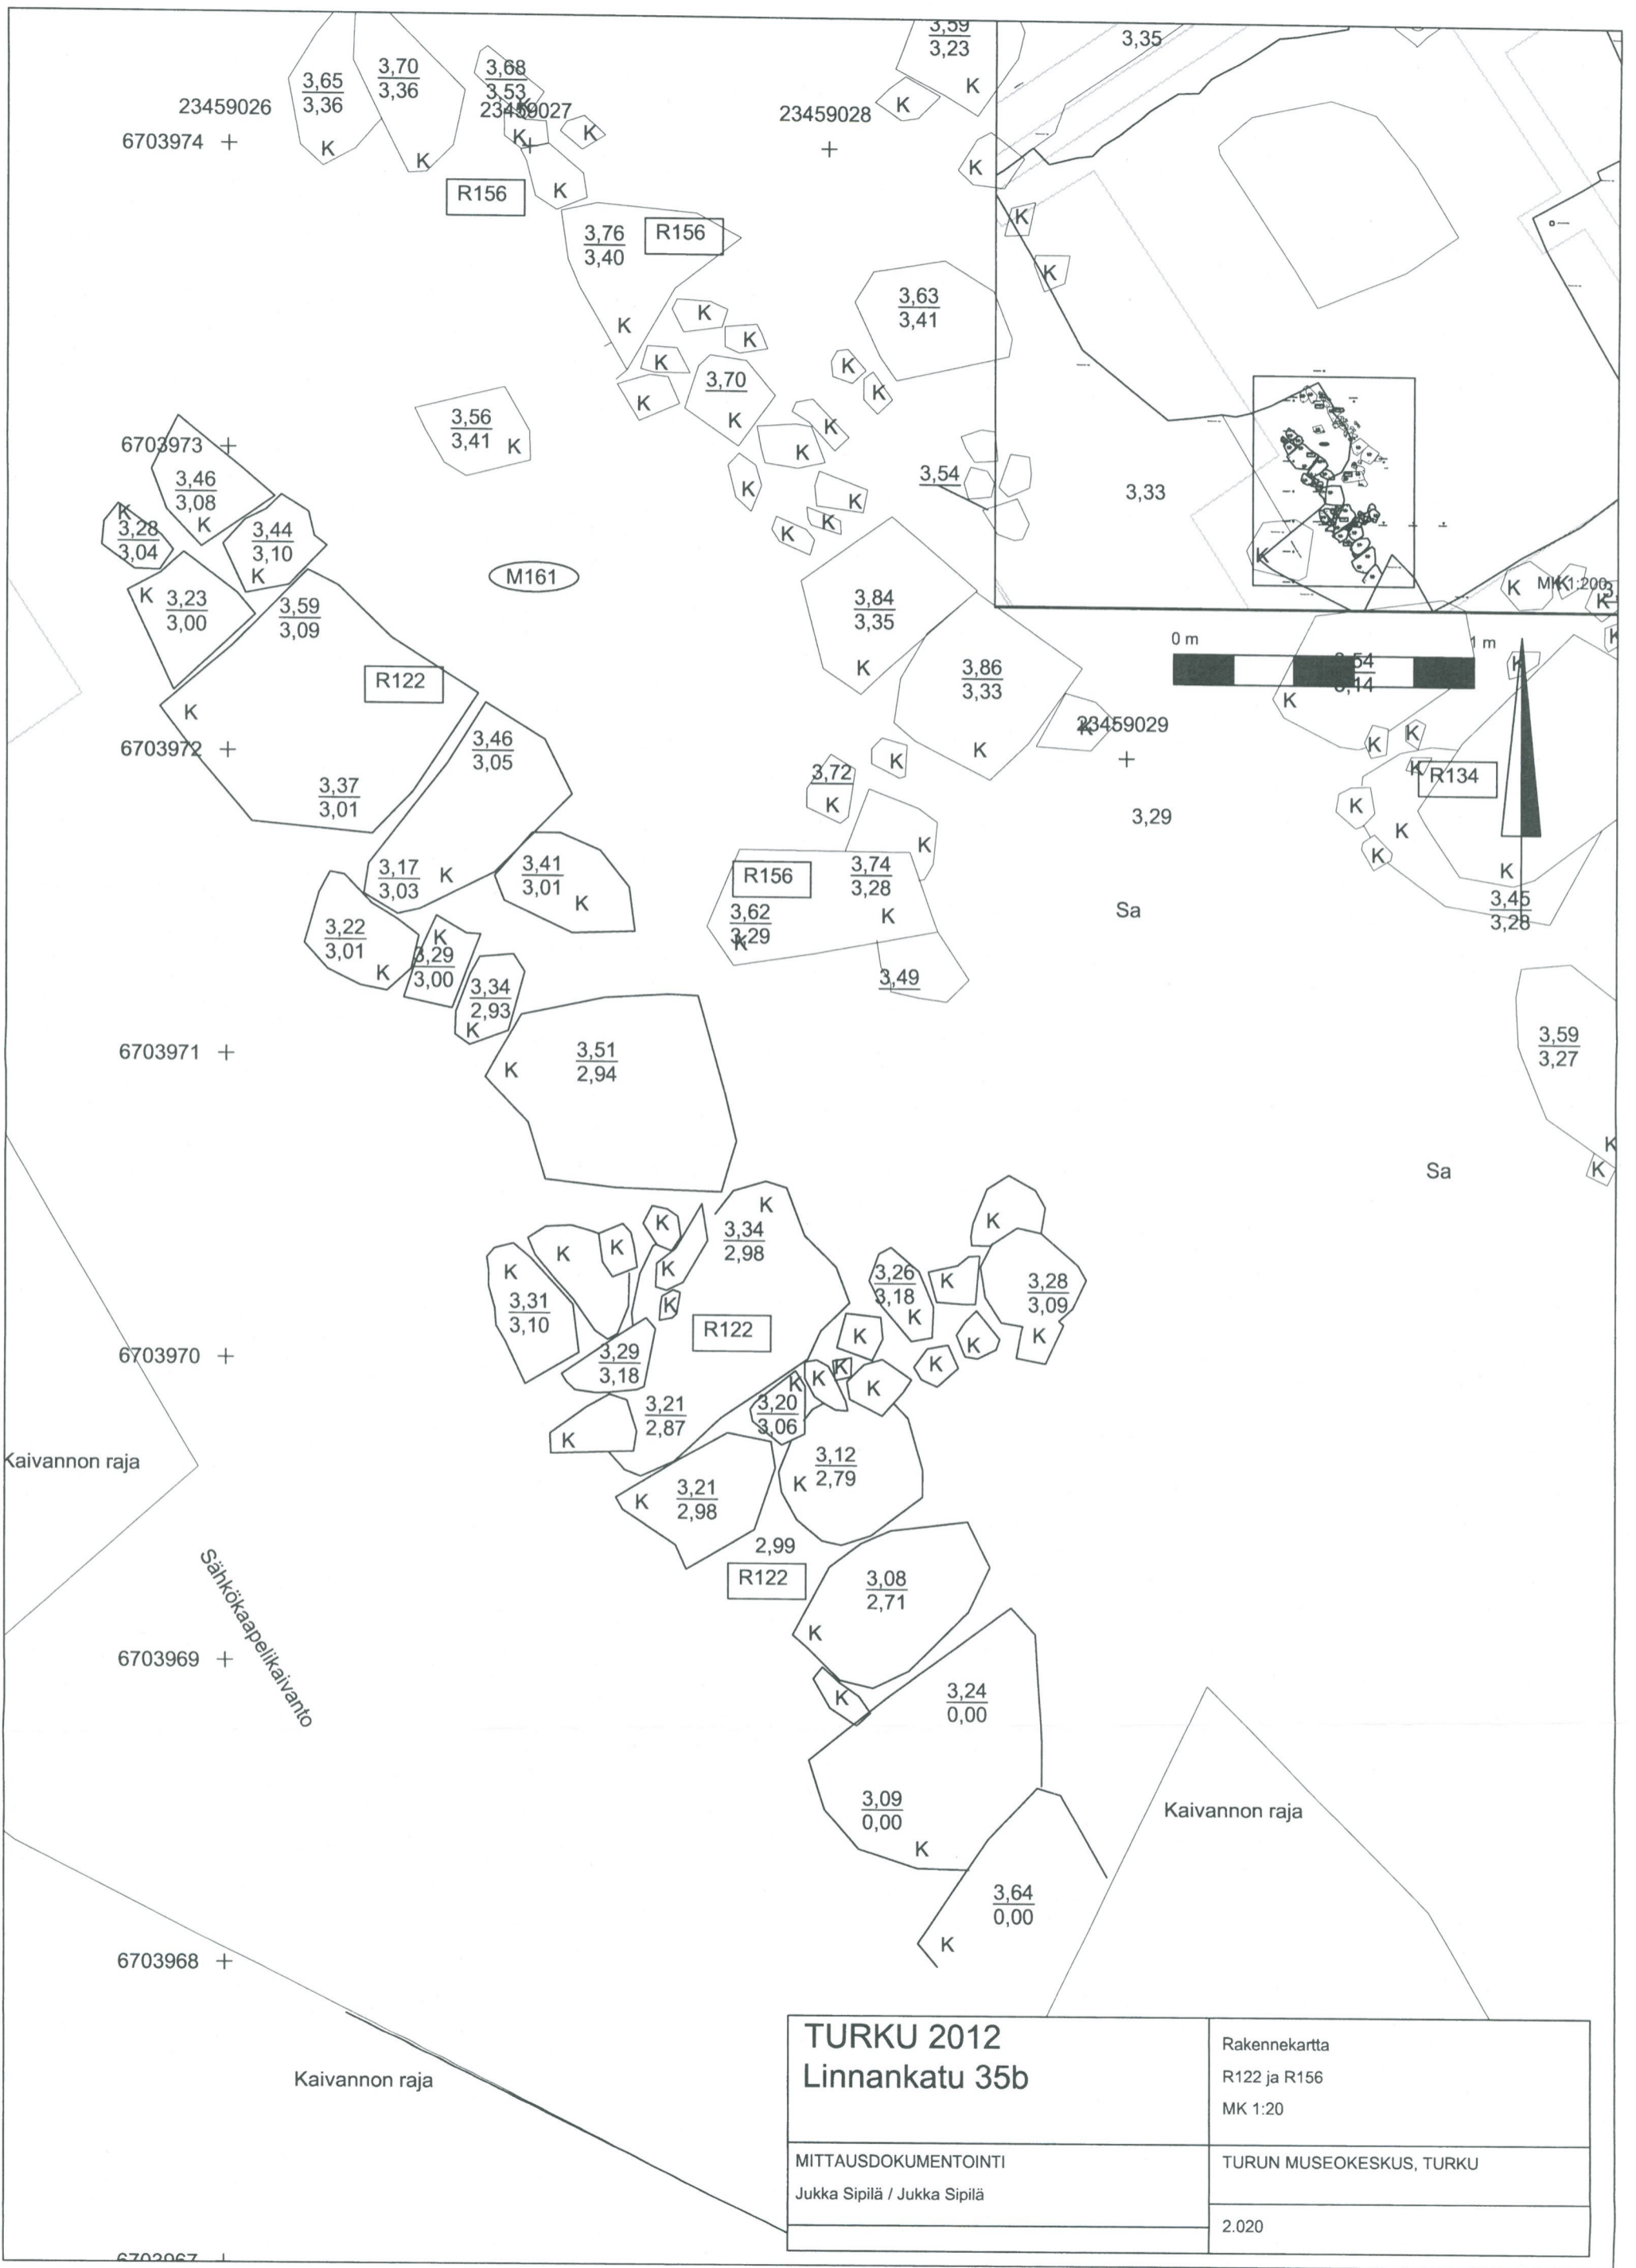 3,59
3,23
K
3,35
3,65
3,36
K
3,70
3,36
K
3,68
3,53
K
23459026
23459027
23459028
K
K
K
6703974
K
K
R156
K
K
3,76
3,40
R156
K
K
3,63
3,41
K
K
K
K
3,70
K
K
K
K
3,56
3,41
K
K
K
6703973
3,46
3,08
K
K
3,54
3,33
K
K
K
K
3,28
3,04
3,44
3,10
K
M161
K
K
K
MK 1:200
K
K
3,23
3,00
3,59
3,09
3,84
3,35
K
0 m
1 m
K
K
R122
K
3,86
3,33
K
K
K
23459029
K
6703972
3,46
3,05
K
3,72
K
K
K
K
R134
3,37
3,01
3,29
K
K
K
K
3,17
3,03
K
3,41
3,01
K
R156
3,74
3,28
K
K
3,62
3,29
K
Sa
3,45
3,28
3,22
3,01
K
K
3,29
3,00
3,34
2,93
K
3,49
6703971
K
3,51
2,94
3,59
3,27
K
K
Sa
K
3,34
2,98
K
K
K
K
K
K
3,31
3,10
K
K
3,26
3,18
K
K
3,28
3,09
K
R122
6703970
3,29
3,18
K
K
K
K
K
K
K
3,20
3,06
3,21
2,87
K
Kaivannon raja
3,12
2,79
K
3,21
2,98
K
2,99
R122
3,08
2,71
K
Sähkökaapelikaivanto
6703969
K
3,24
0,00
3,09
0,00
K
Kaivannon raja
3,64
0,00
K
6703968
Kaivannon raja
TURKU 2012
Linnankatu 35b
Rakennekartta
R122 ja R156
MK 1:20
MITTAUSDOKUMENTOINTI
Jukka Sipilä / Jukka Sipilä
TURUN MUSEOKESKUS, TURKU
2.020
6703967